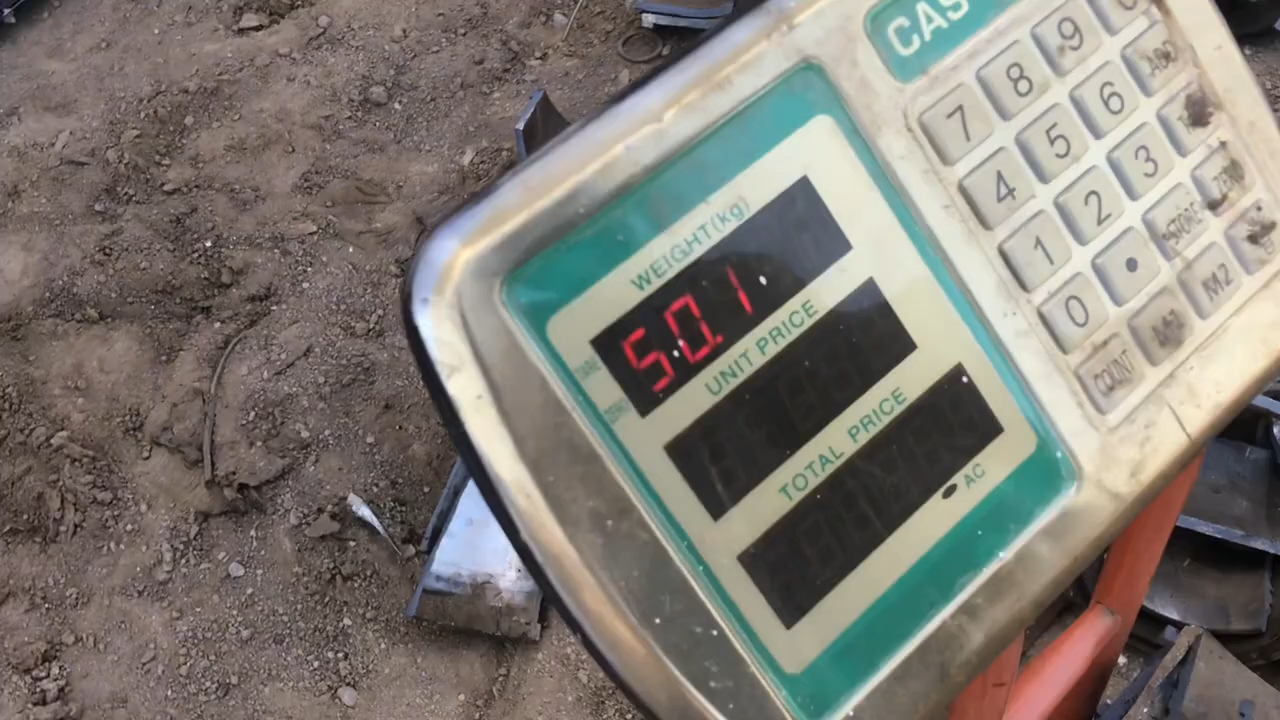 CAS
WEIGHT(kg)
50.1
UNIT PRICE
TOTAL PRICE
AC
7 8 9
4 5 6 ADD
1 2 3
0 . STORE ZERO
COUNT M2